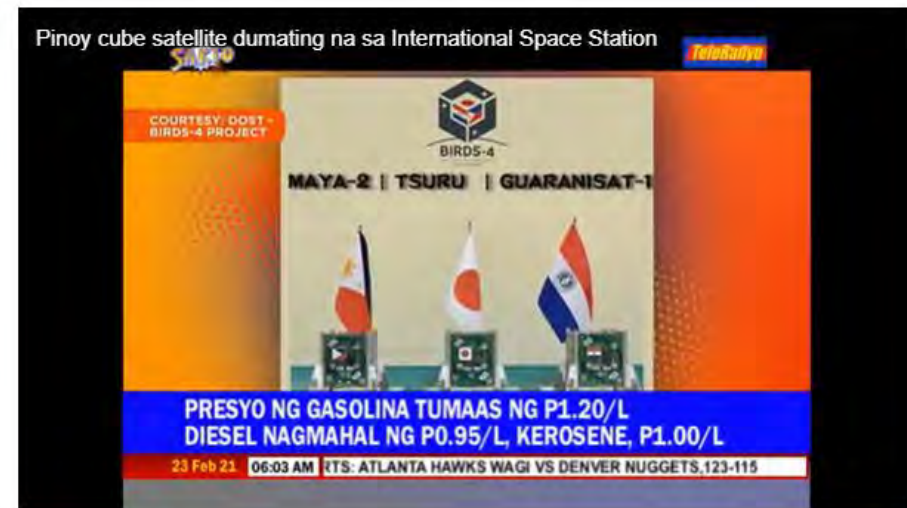 Pinoy cube satellite dumating na sa International Space Station
SAKTO
TeleRadyo
COURTESY: DOST -
BIRDS-4 PROJECT
BIRDS-4
MAYA-2 | TSURU | GUARANISAT-1
PRESYO NG GASOLINA TUMAAS NG P1.20/L
DIESEL NAGMAHAL NG P0.95/L, KEROSENE, P1.00/L
23 Feb 21 06:03 AM RTS: ATLANTA HAWKS WAGI VS DENVER NUGGETS,123-115